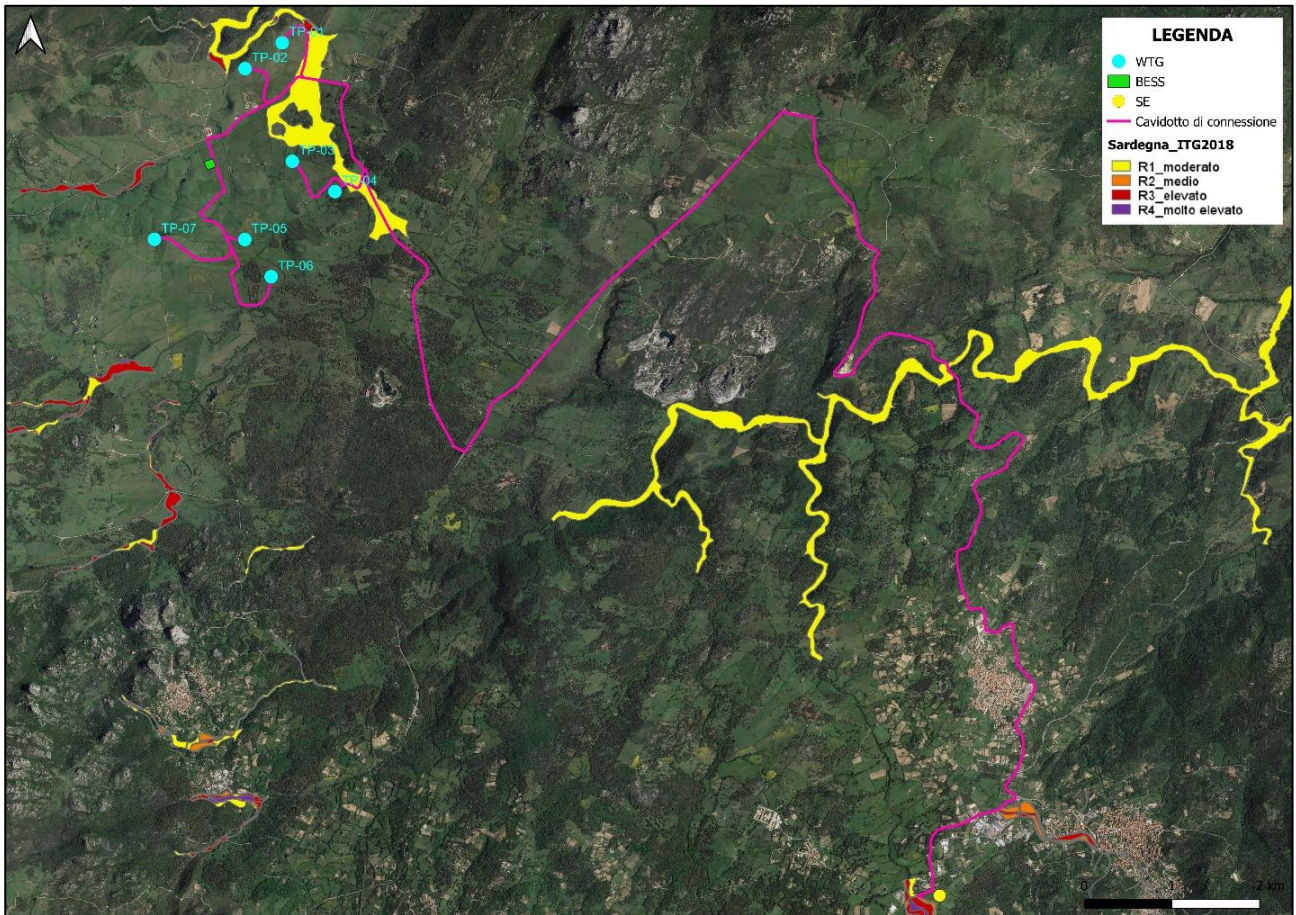 LEGENDA
WTG
BESS
SE
Cavidotto di connessione
Sardegna_ITG2018
R1_moderato
R2_medio
R3_elevato
R4_molto elevato
TP-01
TP-02
TP-03
TP-04
TP-07
TP-05
TP-06
0 1 2 km